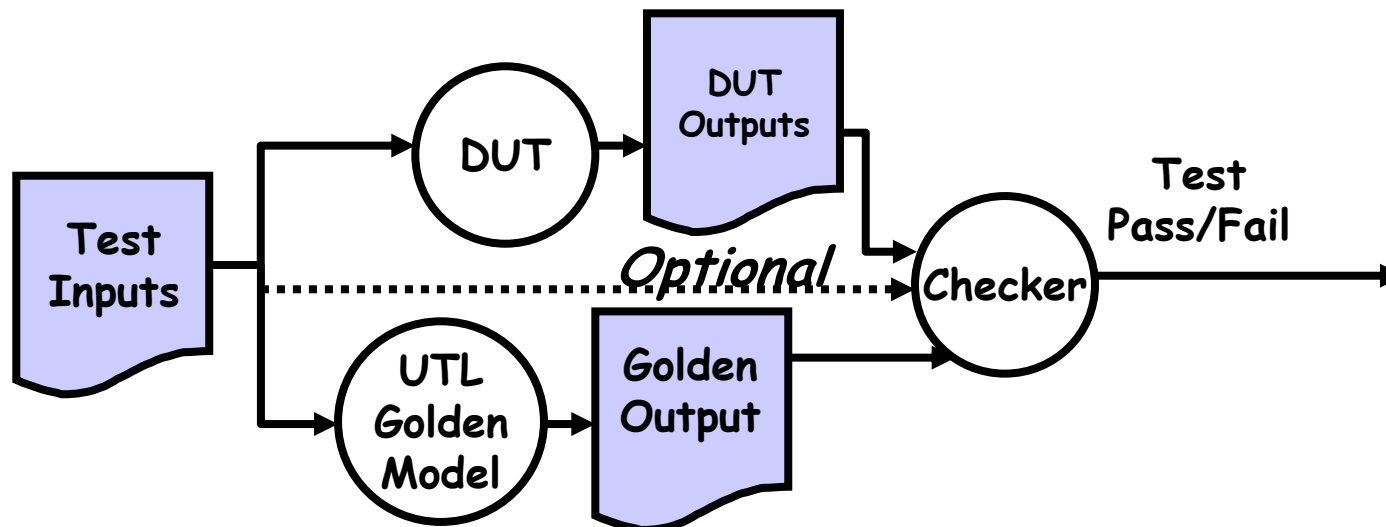 Test
Inputs
DUT
DUT
Outputs
Optional
UTL
Golden
Model
Golden
Output
Checker
Test
Pass/Fail